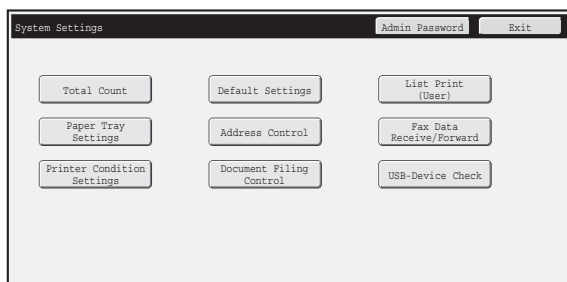 System Settings
Admin Password
Exit
Total Count
Default Settings
List Print
(User)
Paper Tray
Settings
Address Control
Fax Data
Receive/Forward
Printer Condition
Settings
Document Filing
Control
USB-Device Check